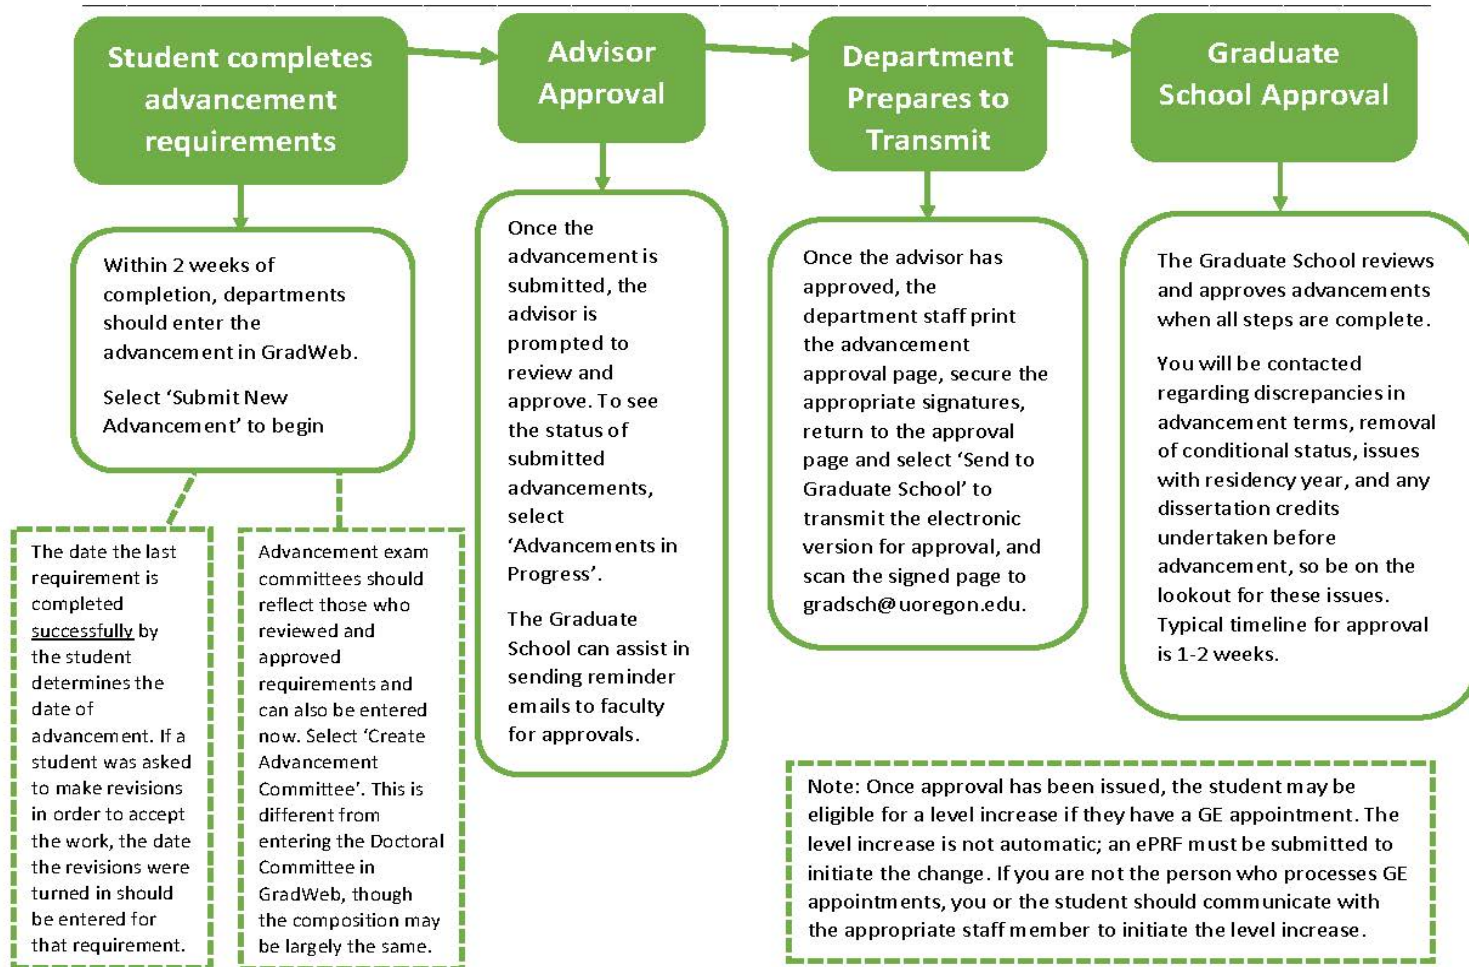 Student completes
advancement
requirements
Advisor
Approval
Department
Prepares to
Transmit
Graduate
School Approval
Within 2 weeks of
completion, departments
should enter the
advancement in GradWeb.
Select ‘Submit New
Advancement’ to begin
The date the last
requirement is
completed
successfully by
the student
determines the
date of
advancement. If a
student was asked
to make revisions
in order to accept
the work, the date
the revisions were
turned in should
be entered for
that requirement.
Advancement exam
committees should
reflect those who
reviewed and
approved
requirements and
can also be entered
now. Select ‘Create
Advancement
Committee’. This is
different from
entering the Doctoral
Committee in
GradWeb, though
the composition may
be largely the same.
Once the
advancement is
submitted, the
advisor is
prompted to
review and
approve. To see
the status of
submitted
advancements,
select
‘Advancements in
Progress’.
The Graduate
School can assist in
sending reminder
emails to faculty
for approvals.
Once the advisor has
approved, the
department staff print
the advancement
approval page, secure the
appropriate signatures,
return to the approval
page and select ‘Send to
Graduate School’ to
transmit the electronic
version for approval, and
scan the signed page to
gradsch@uoregon.edu.
The Graduate School reviews
and approves advancements
when all steps are complete.
You will be contacted
regarding discrepancies in
advancement terms, removal
of conditional status, issues
with residency year, and any
dissertation credits
undertaken before
advancement, so be on the
lookout for these issues.
Typical timeline for approval
is 1-2 weeks.
Note: Once approval has been issued, the student may be
eligible for a level increase if they have a GE appointment. The
level increase is not automatic; an ePRF must be submitted to
initiate the change. If you are not the person who processes GE
appointments, you or the student should communicate with
the appropriate staff member to initiate the level increase.